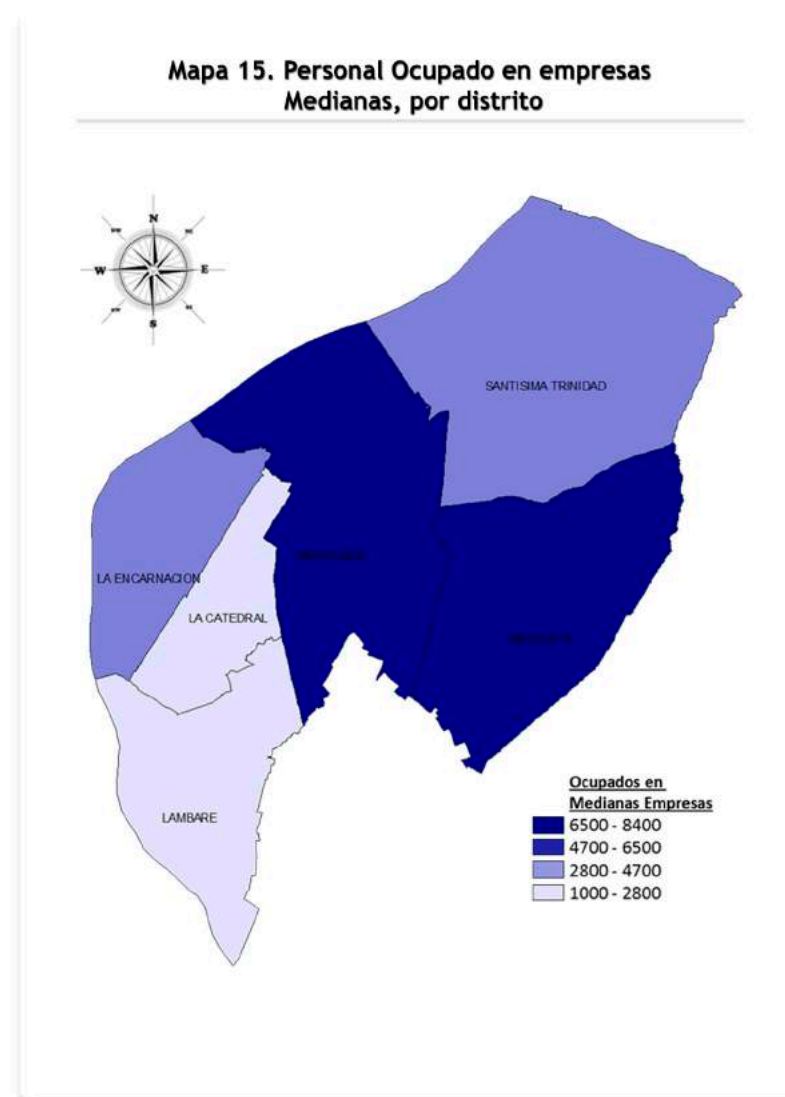 Mapa 15. Personal Ocupado en empresas
Medianas, por distrito
N
W
E
S
SANTISIMA TRINIDAD
LA ENCARNACION
LA CATEDRAL
LAMBARE
Ocupados en
Medianas Empresas
6500 - 8400
4700 - 6500
2800 - 4700
1000 - 2800